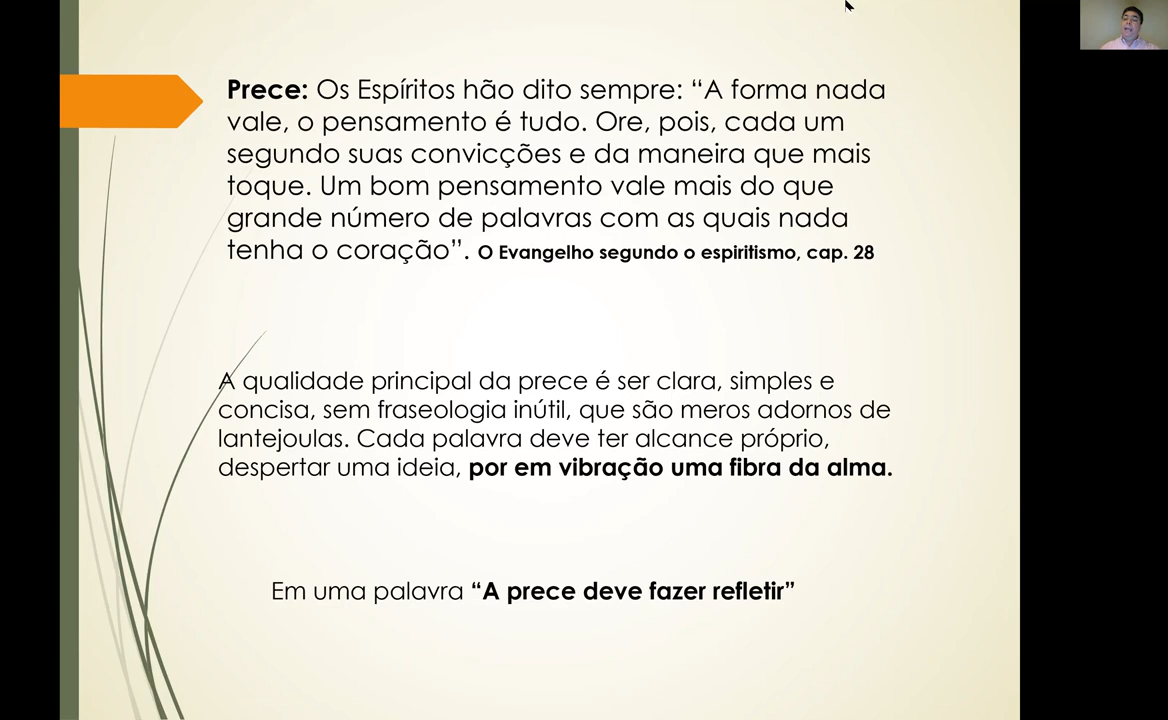 Prece: Os Espíritos hão dito sempre: “A forma nada
vale, o pensamento é tudo. Ore, pois, cada um
segundo suas convicções e da maneira que mais
toque. Um bom pensamento vale mais do que
grande número de palavras com as quais nada
tenha o coração”. O Evangelho segundo o espiritismo, cap. 28
A qualidade principal da prece é ser clara, simples e
concisa, sem fraseologia inútil, que são meros adornos de
lantejoulas. Cada palavra deve ter alcance próprio,
despertar uma ideia, por em vibração uma fibra da alma.
Em uma palavra “A prece deve fazer refletir”